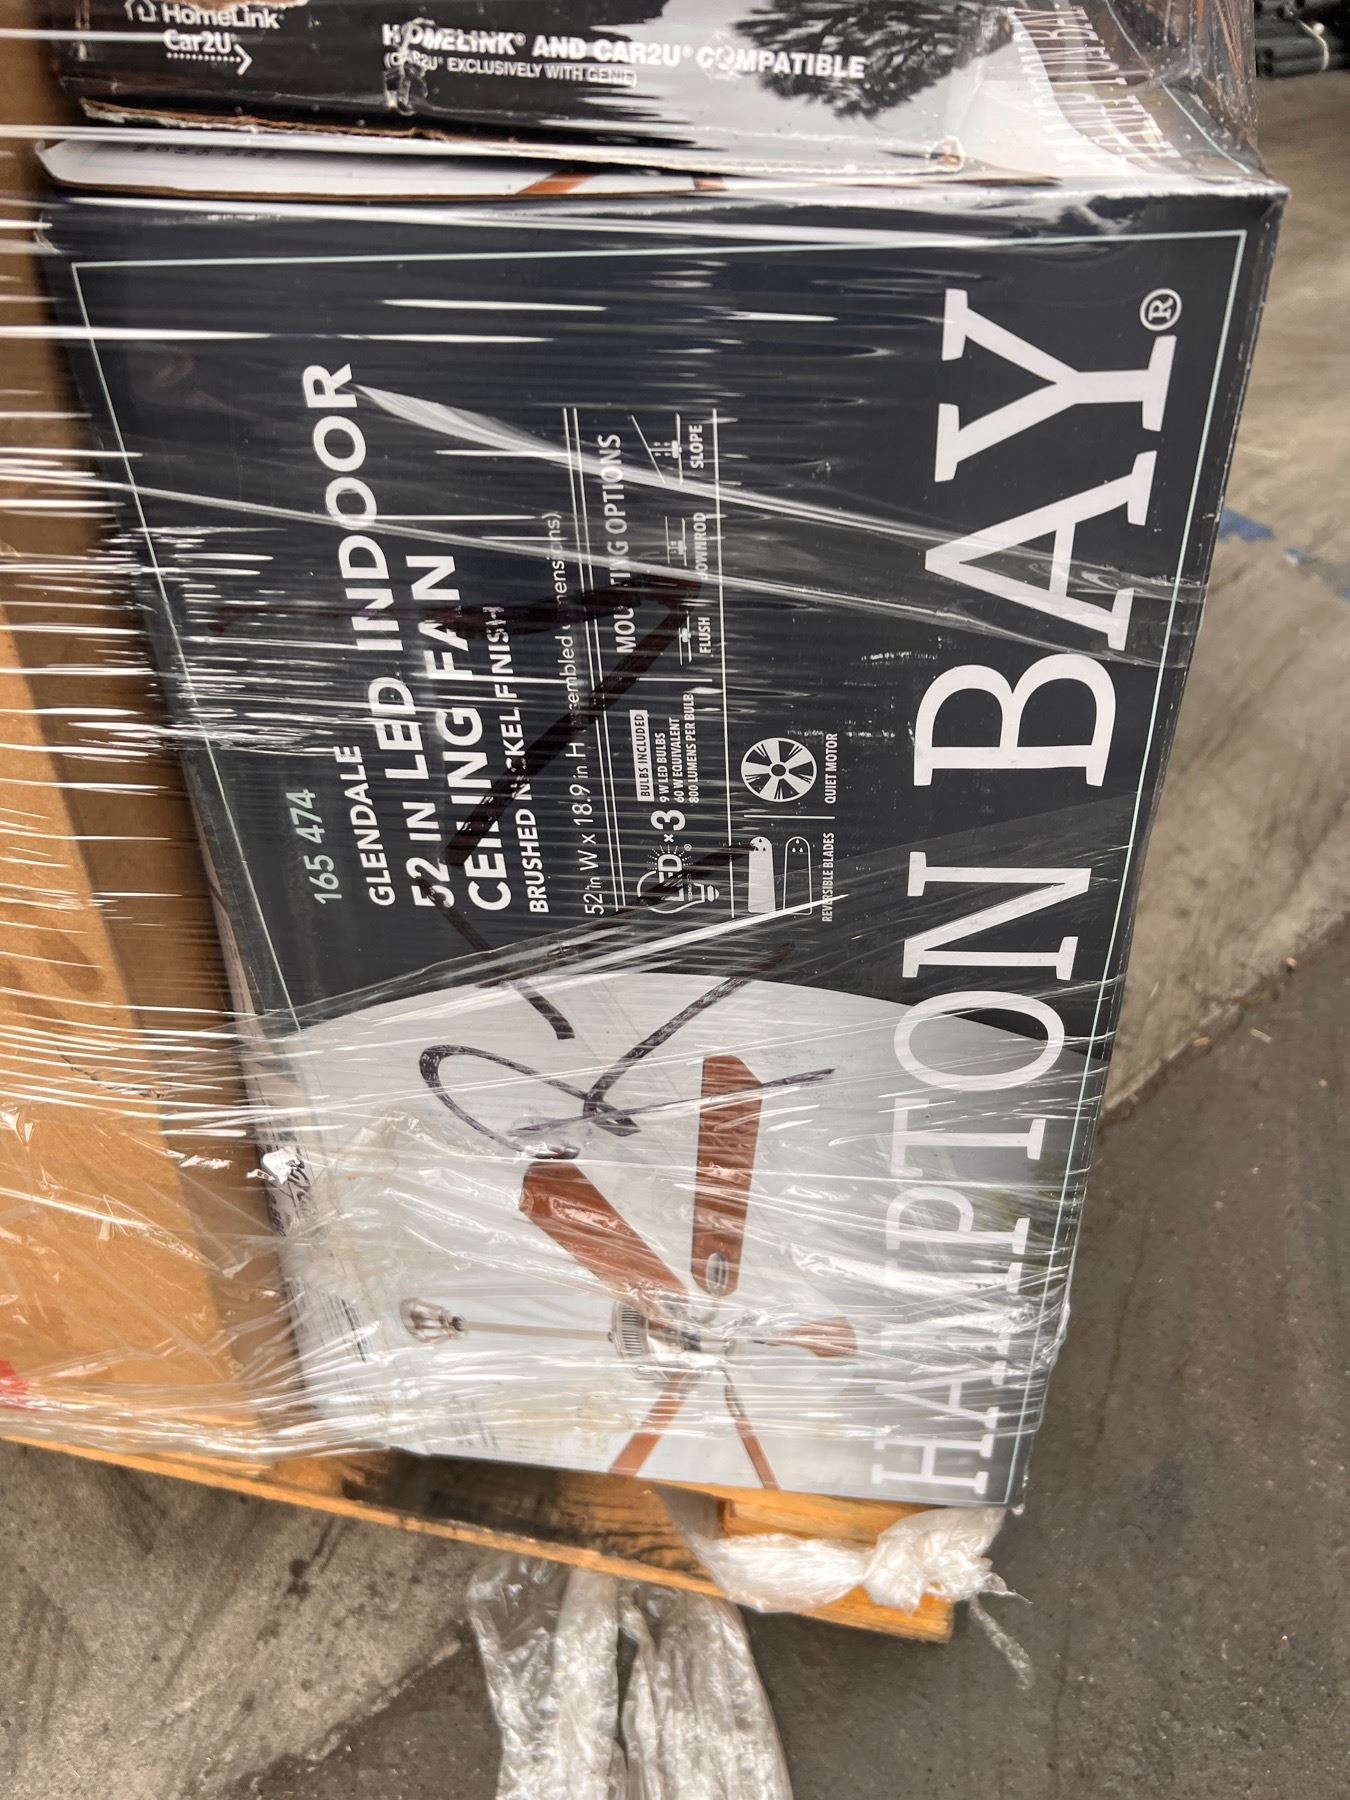 HomeLink®
Car2U®
HOMELINK® AND CAR2U® COMPATIBLE
(CAR2U® EXCLUSIVELY WITH GENIE)
165 474
GLENDALE
52 IN LED INDOOR
CEILING FAN
BRUSHED NICKEL FINISH
52 in W x 18.9 in H (assembled dimensions)
LED® × 3
BULBS INCLUDED
9 W LED BULBS
60 W EQUIVALENT
800 LUMENS PER BULB
MOUNTING OPTIONS
FLUSH
DOWNROD
SLOPE
REVERSIBLE BLADES
QUIET MOTOR
HAMPTON BAY®